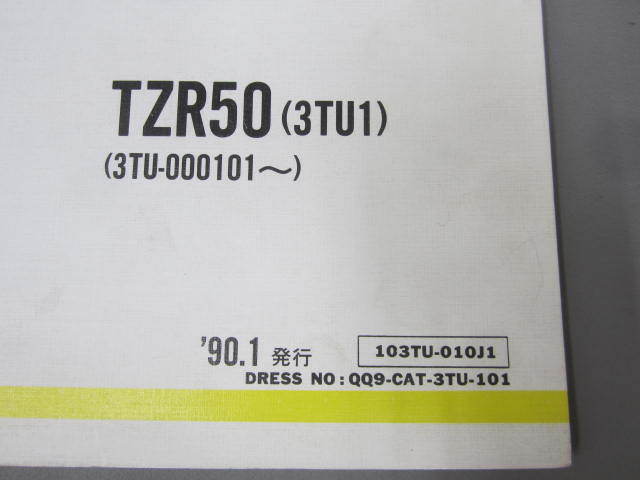 TZR50 (3TU1)
(3TU-000101〜)
'90.1 発行 103TU-010J1
DRESS NO: QQ9-CAT-3TU-101